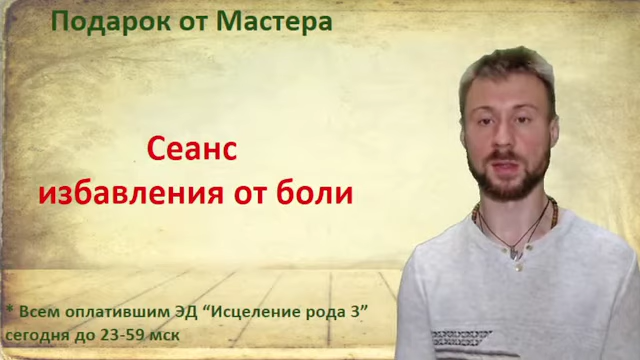 Подарок от Мастера
Сеанс
избавления от боли
* Всем оплатившим ЭД “Исцеление рода 3”
сегодня до 23-59 мск